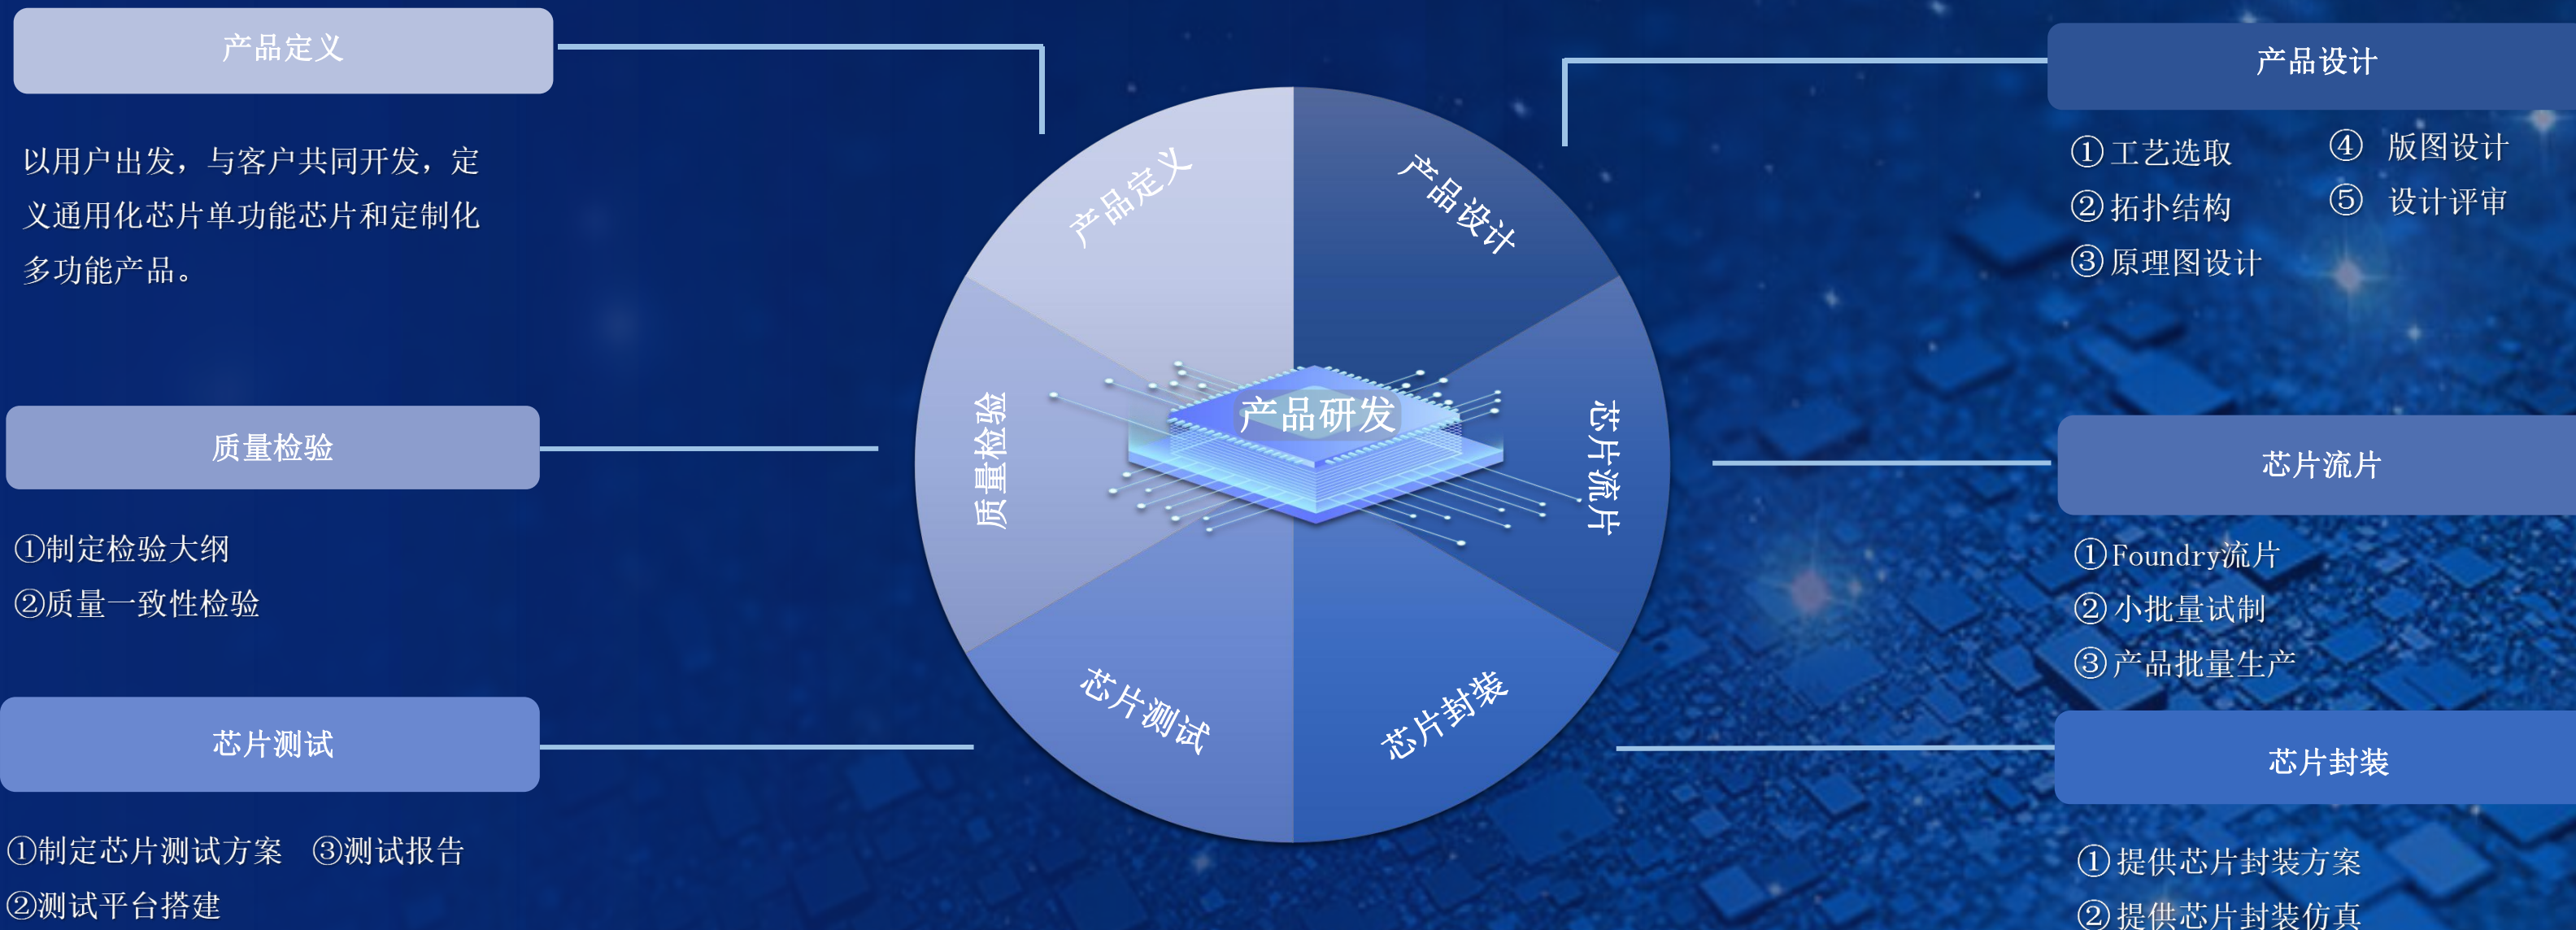 产品定义
以用户出发，与客户共同开发，定
义通用化芯片单功能芯片和定制化
多功能产品。
质量检验
①制定检验大纲
②质量一致性检验
芯片测试
①制定芯片测试方案 ③测试报告
②测试平台搭建
产品定义
产品设计
质量检验
产品研发
芯片流片
芯片测试
芯片封装
产品设计
①工艺选取
②拓扑结构
③原理图设计
④ 版图设计
⑤ 设计评审
芯片流片
①Foundry流片
②小批量试制
③产品批量生产
芯片封装
①提供芯片封装方案
②提供芯片封装仿真